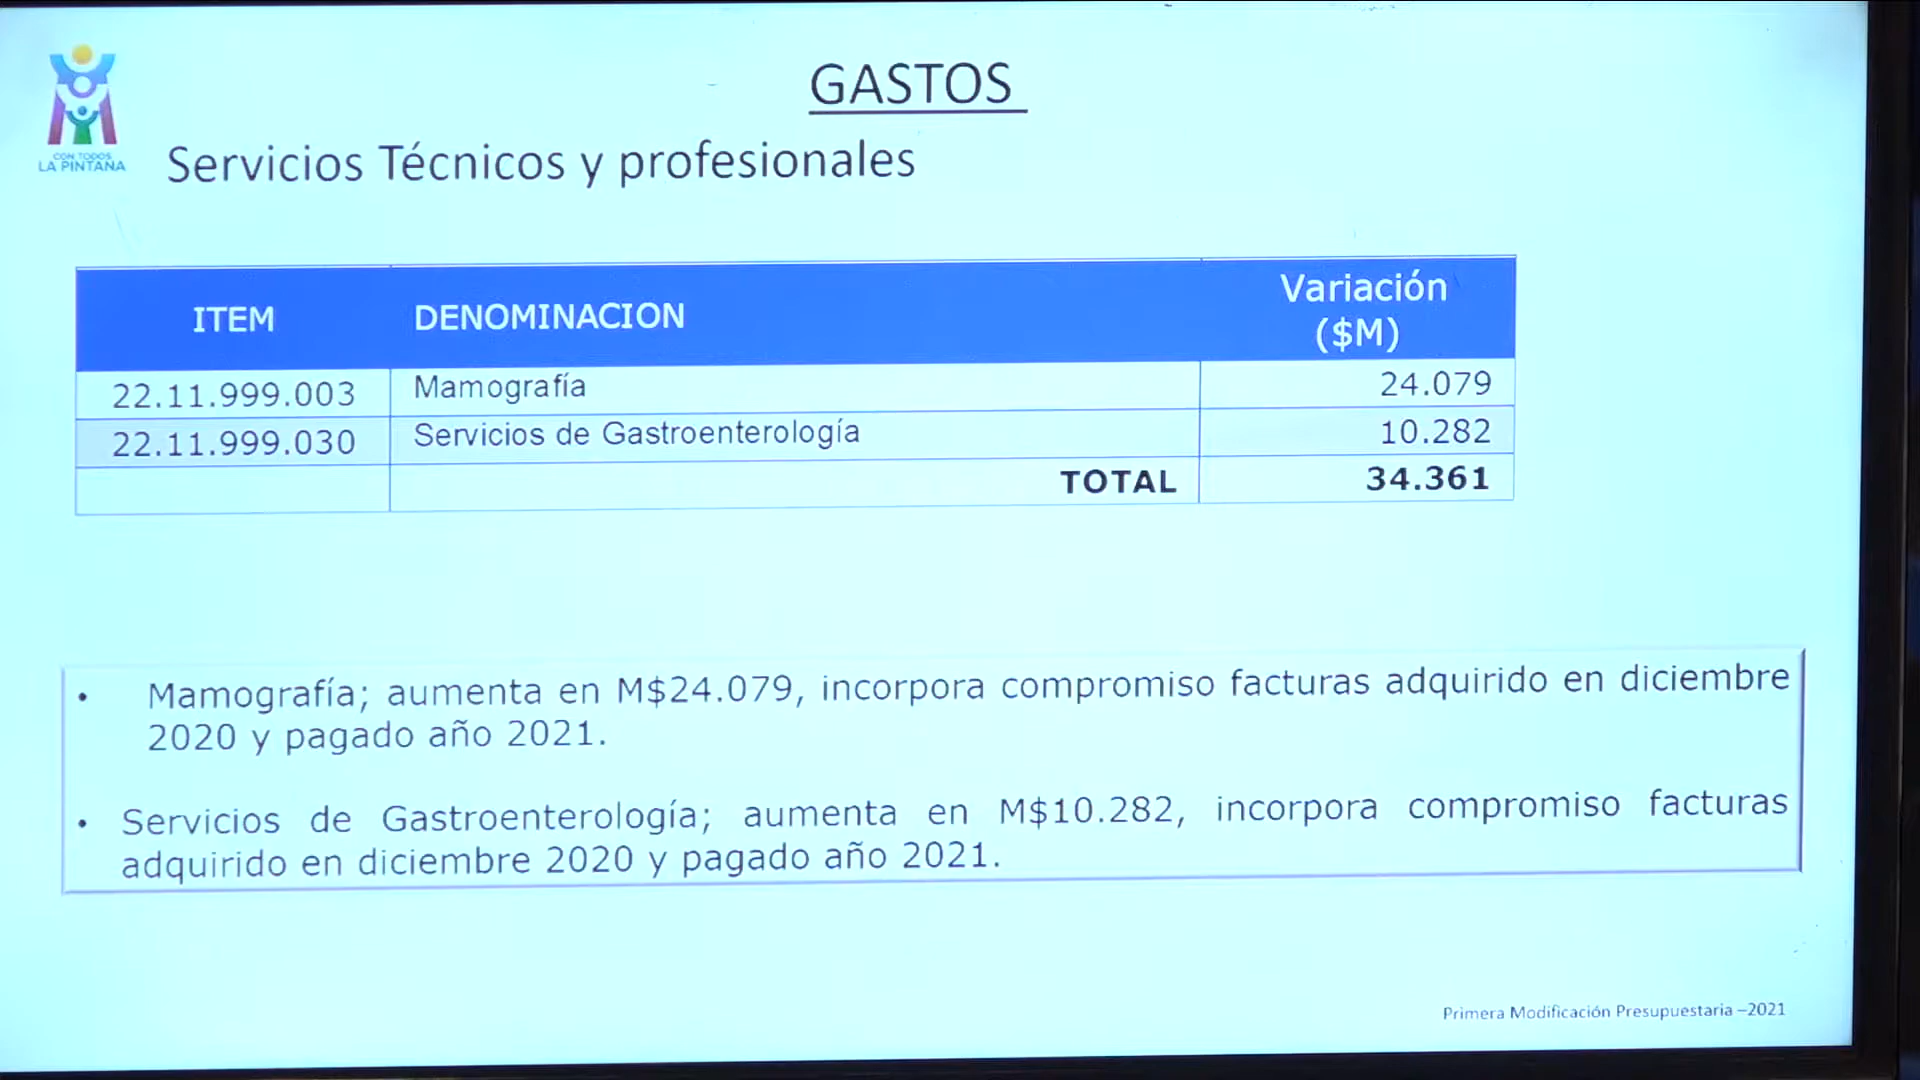 CON TODOS
LA PINTANA
GASTOS
Servicios Técnicos y profesionales
ITEM DENOMINACION Variación
($M)
22.11.999.003 Mamografía 24.079
22.11.999.030 Servicios de Gastroenterología 10.282
TOTAL 34.361
• Mamografía; aumenta en M$24.079, incorpora compromiso facturas adquirido en diciembre
2020 y pagado año 2021.
• Servicios de Gastroenterología; aumenta en M$10.282, incorpora compromiso facturas
adquirido en diciembre 2020 y pagado año 2021.
Primera Modificación Presupuestaria –2021